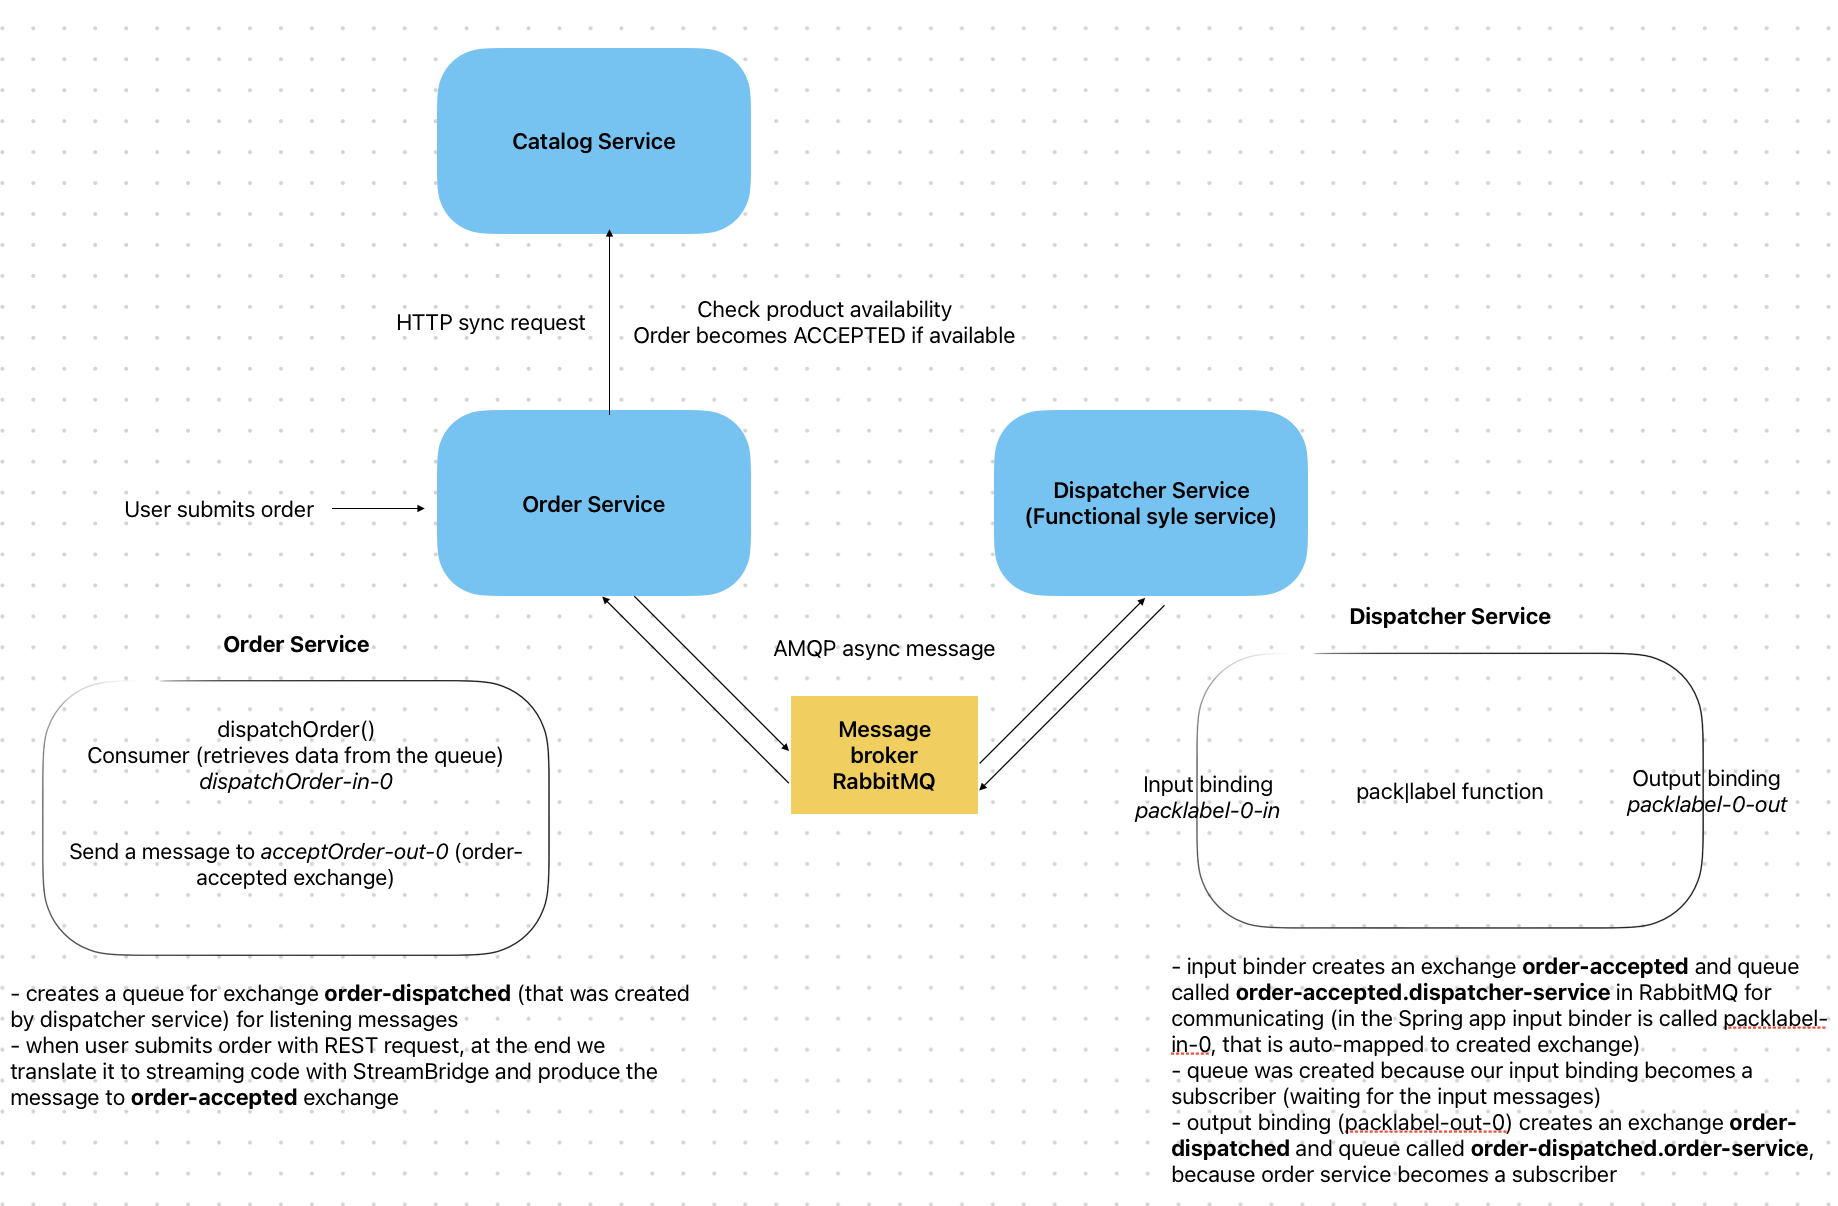 Catalog Service
HTTP sync request
Check product availability
Order becomes ACCEPTED if available
User submits order
Order Service
Dispatcher Service
(Functional syle service)
AMQP async message
Message
broker
RabbitMQ
Order Service
dispatchOrder()
Consumer (retrieves data from the queue)
dispatchOrder-in-0
Send a message to acceptOrder-out-0 (order-
accepted exchange)
- creates a queue for exchange order-dispatched (that was created
by dispatcher service) for listening messages
- when user submits order with REST request, at the end we
translate it to streaming code with StreamBridge and produce the
message to order-accepted exchange
Dispatcher Service
Input binding
packlabel-0-in
pack|label function
Output binding
packlabel-0-out
- input binder creates an exchange order-accepted and queue
called order-accepted.dispatcher-service in RabbitMQ for
communicating (in the Spring app input binder is called packlabel-
in-0, that is auto-mapped to created exchange)
- queue was created because our input binding becomes a
subscriber (waiting for the input messages)
- output binding (packlabel-out-0) creates an exchange order-
dispatched and queue called order-dispatched.order-service,
because order service becomes a subscriber